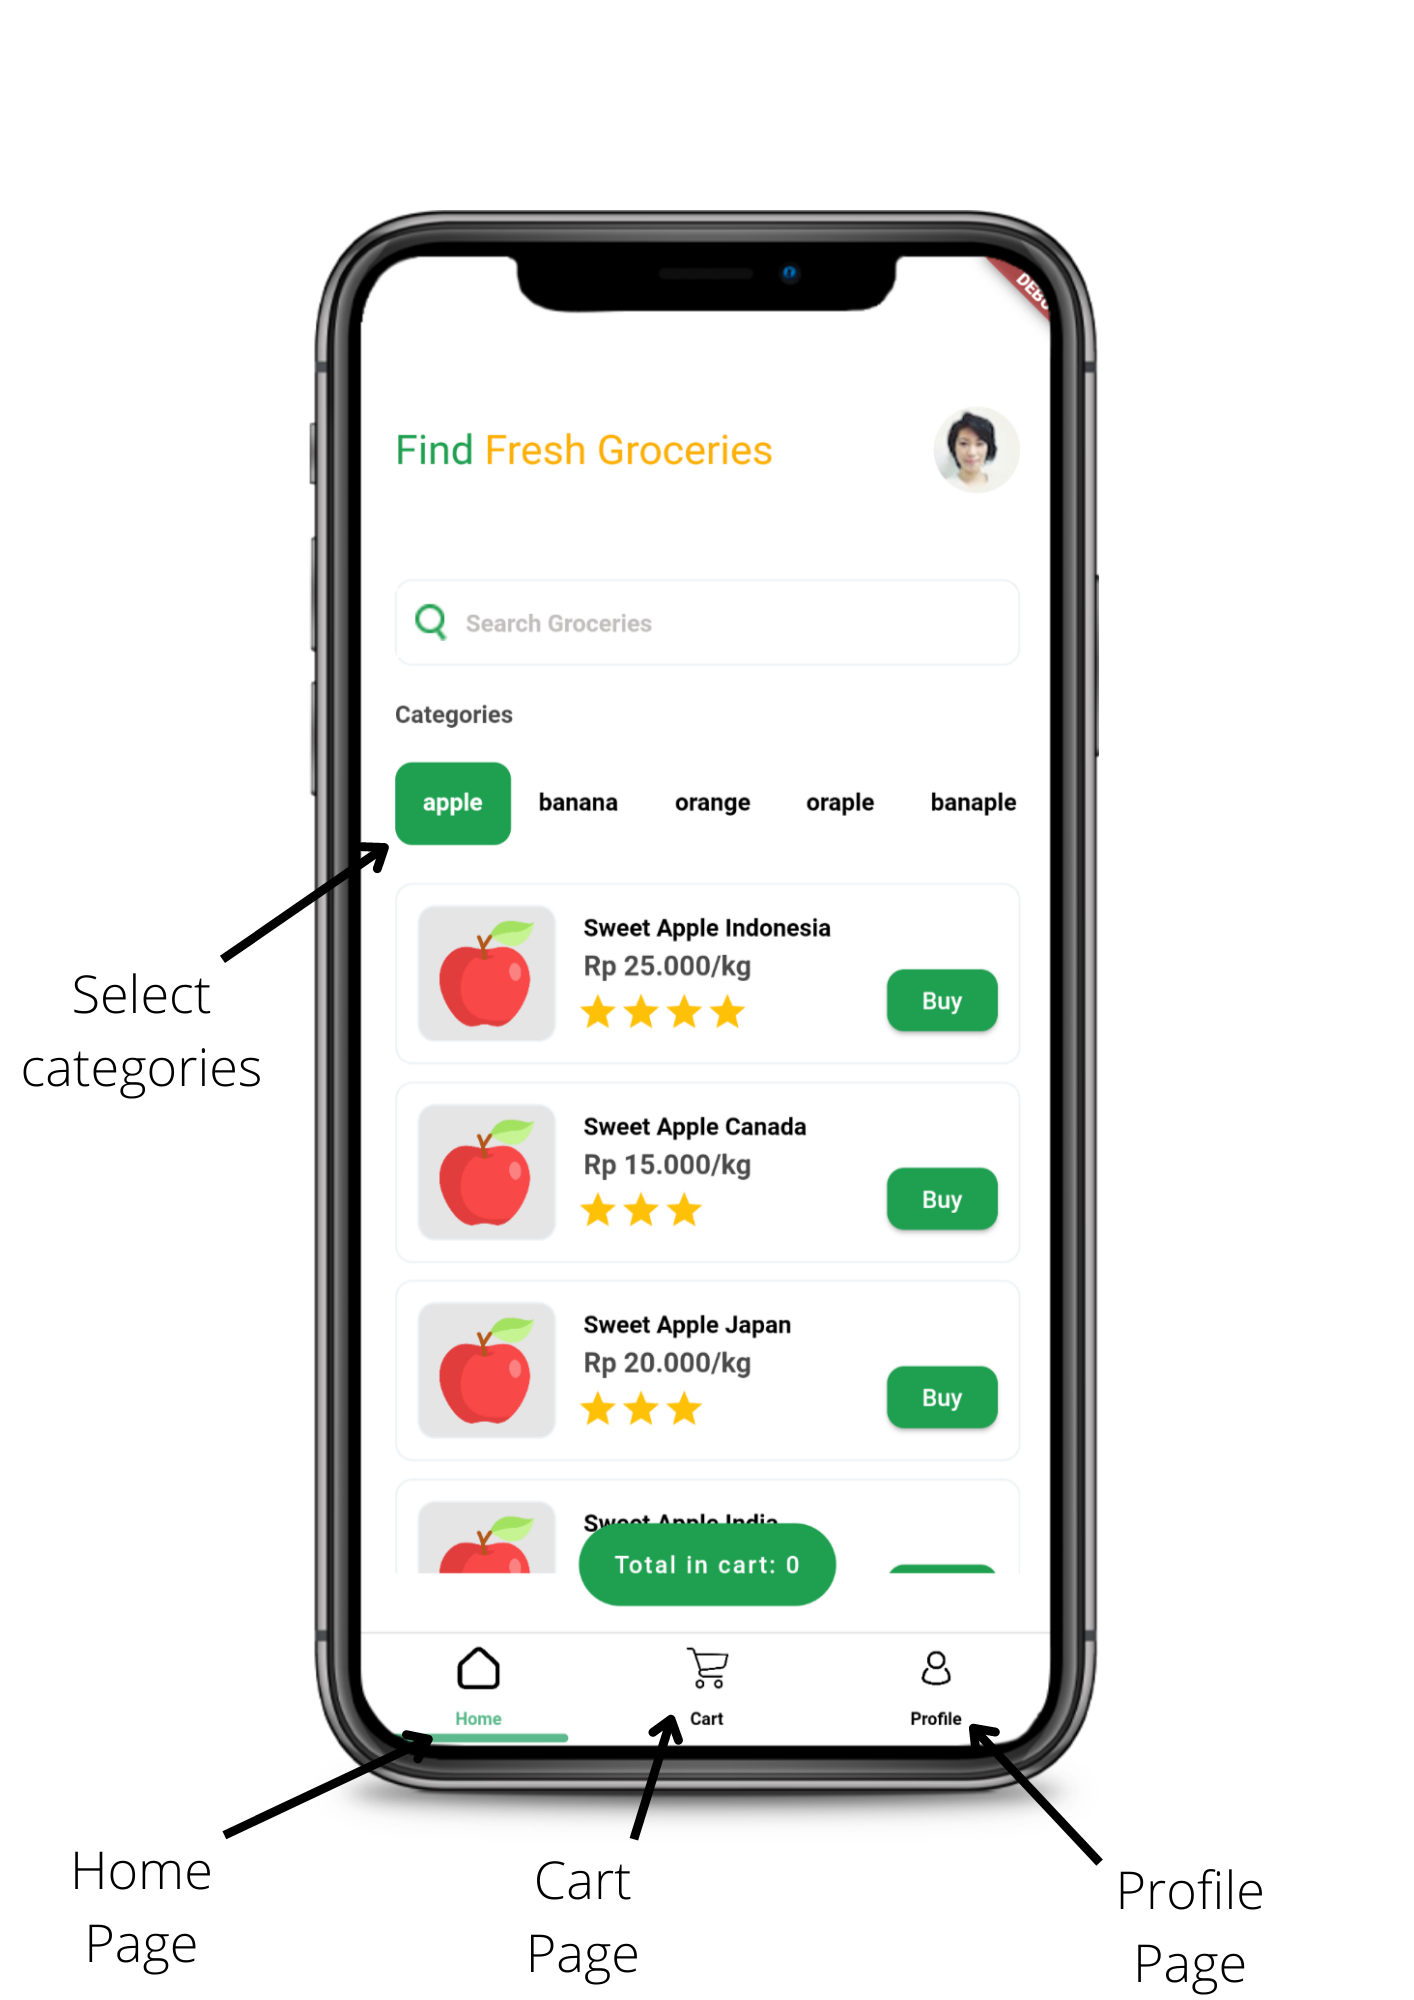 Find Fresh Groceries
Search Groceries
Categories
apple banana orange oraple banaple
Sweet Apple Indonesia
Rp 25.000/kg
Buy
Sweet Apple Canada
Rp 15.000/kg
Buy
Sweet Apple Japan
Rp 20.000/kg
Buy
Sweet Apple India
Total in cart: 0
Home Cart Profile
Select
categories
Home
Page
Cart
Page
Profile
Page